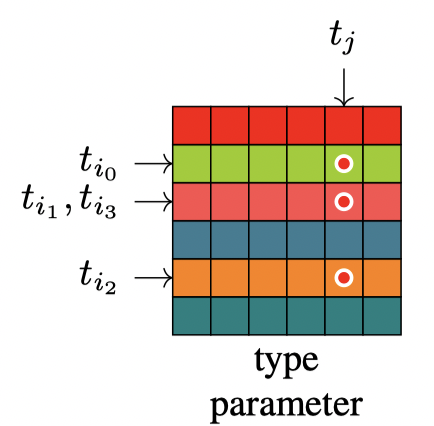 t_j
t_{i_0}
t_{i_1}, t_{i_3}
t_{i_2}
type
parameter